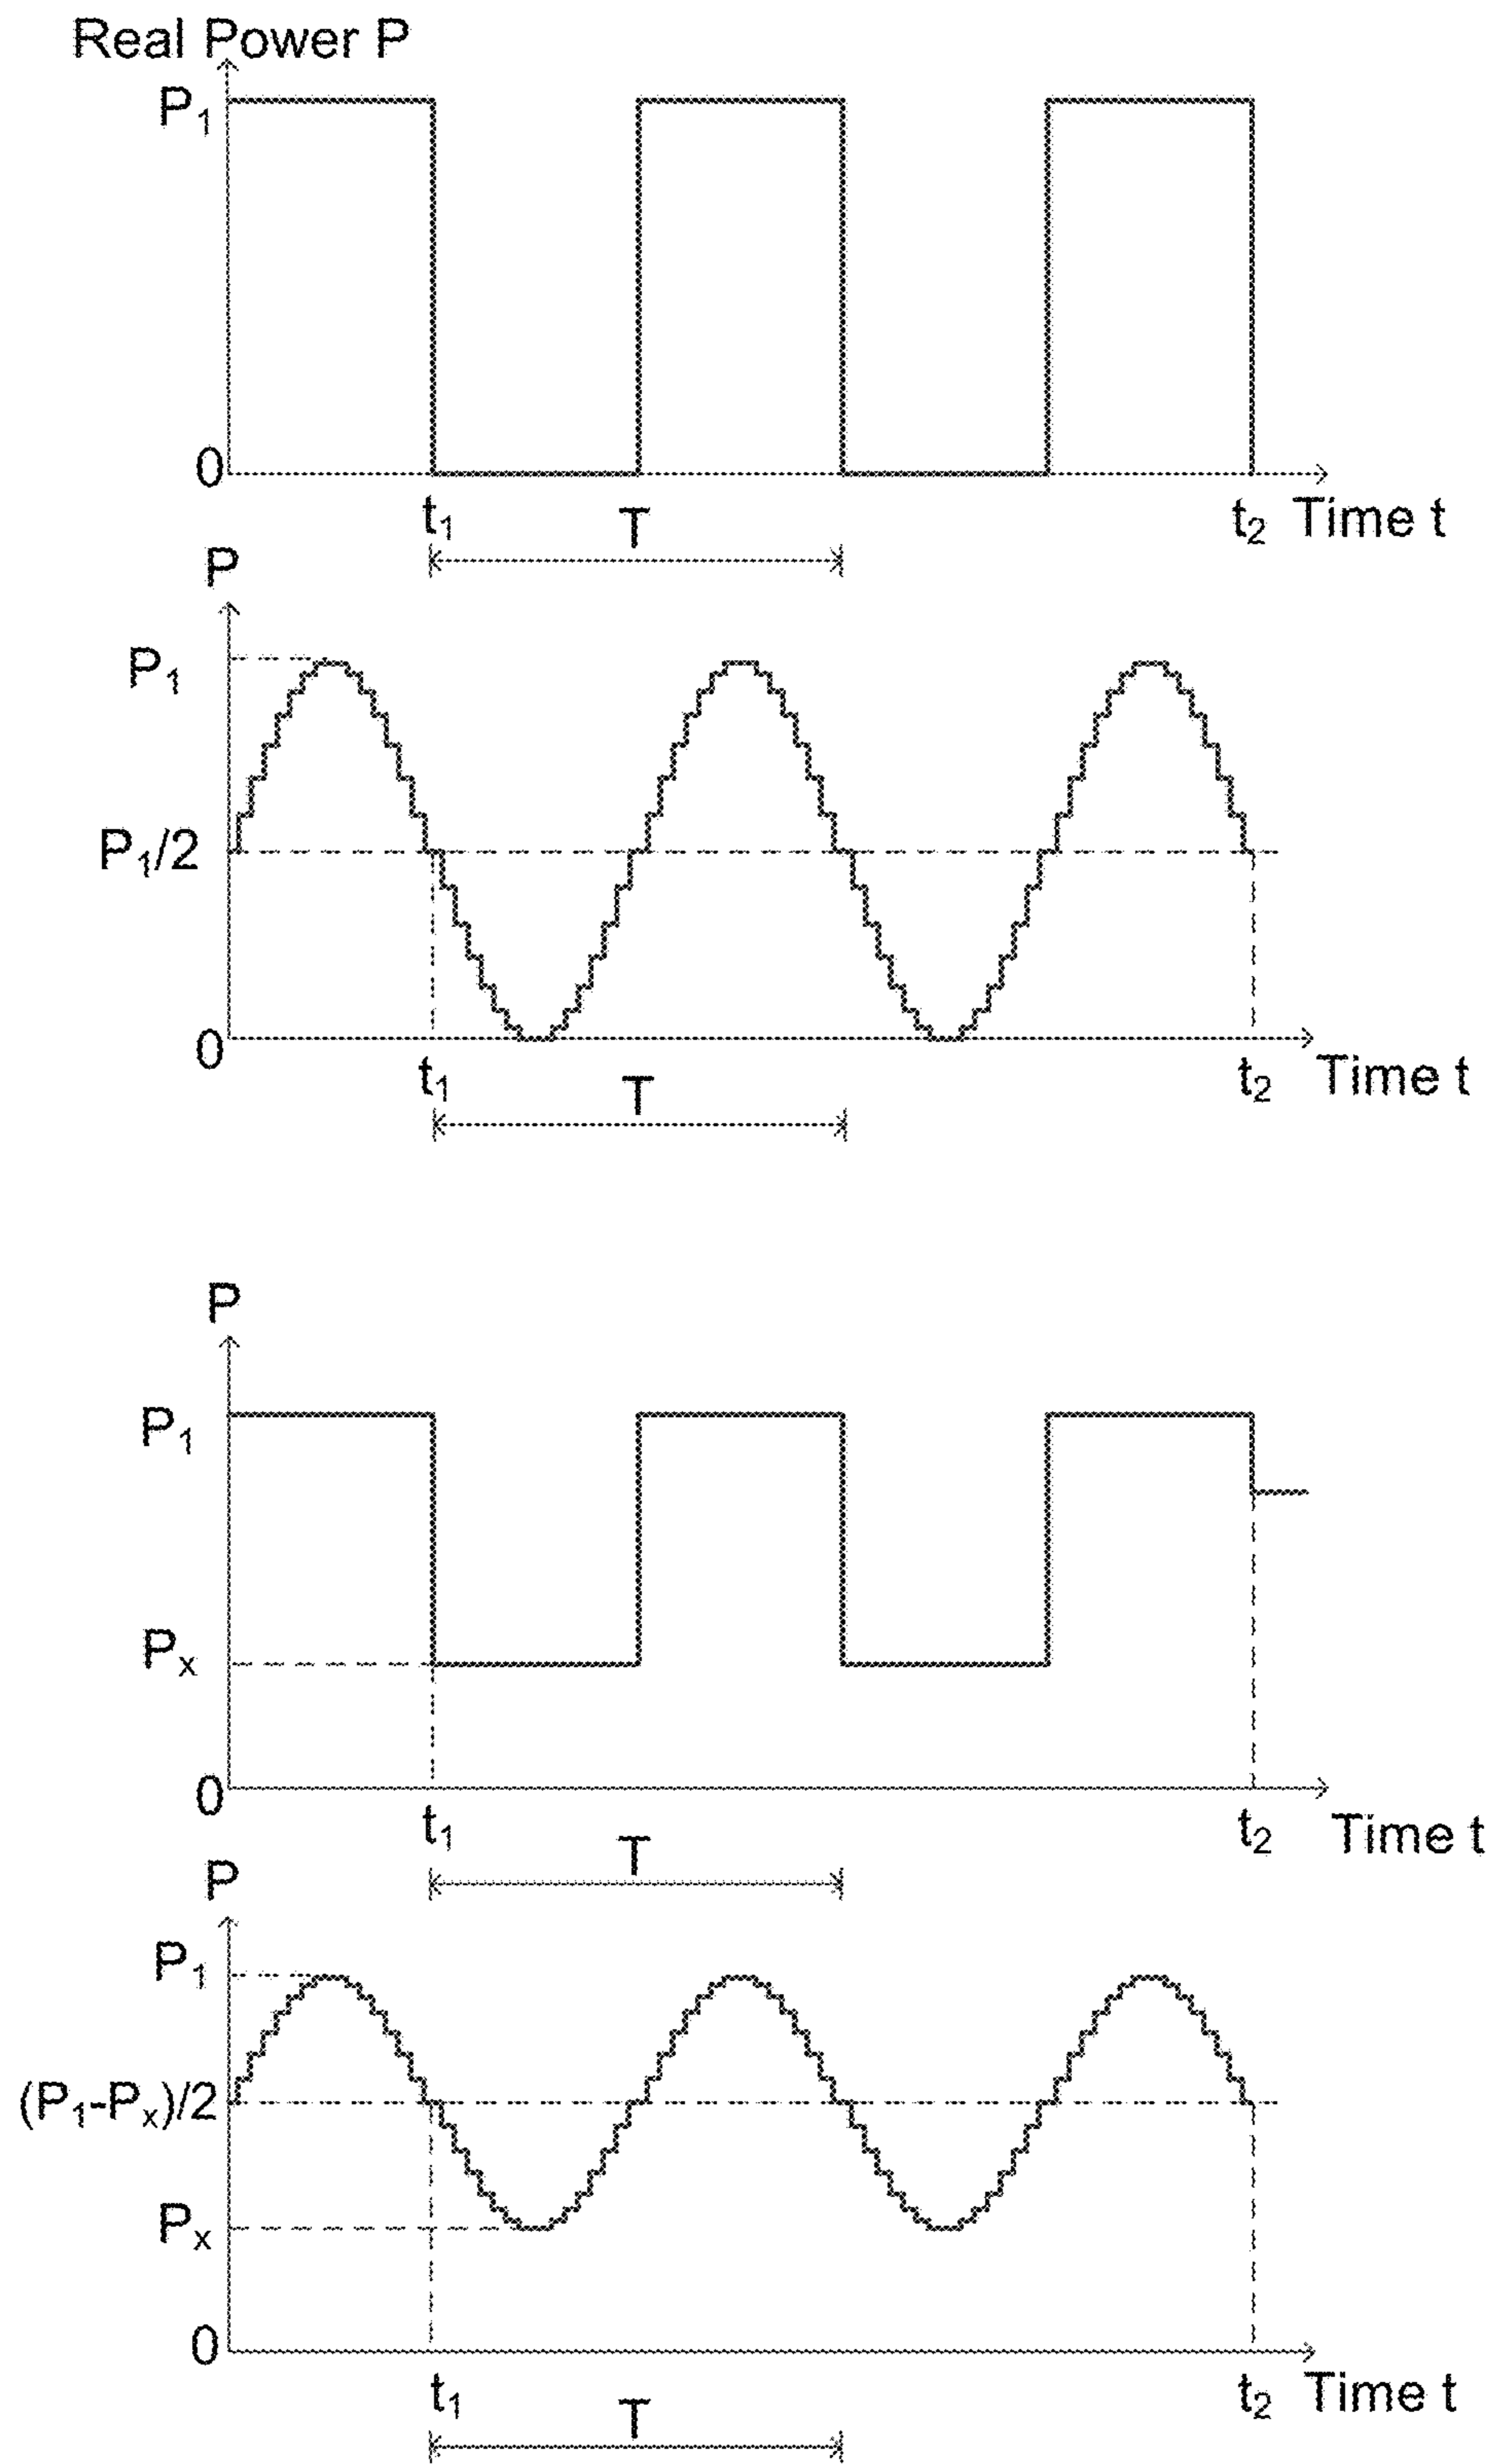 Real Power P
P₁
0
t₁
t₂ Time t
T
P
P₁
P₁/2
0
t₁
t₂ Time t
T
P
P₁
Pₓ
0
t₁
t₂ Time t
T
P
P₁
(P₁-Pₓ)/2
Pₓ
0
t₁
t₂ Time t
T